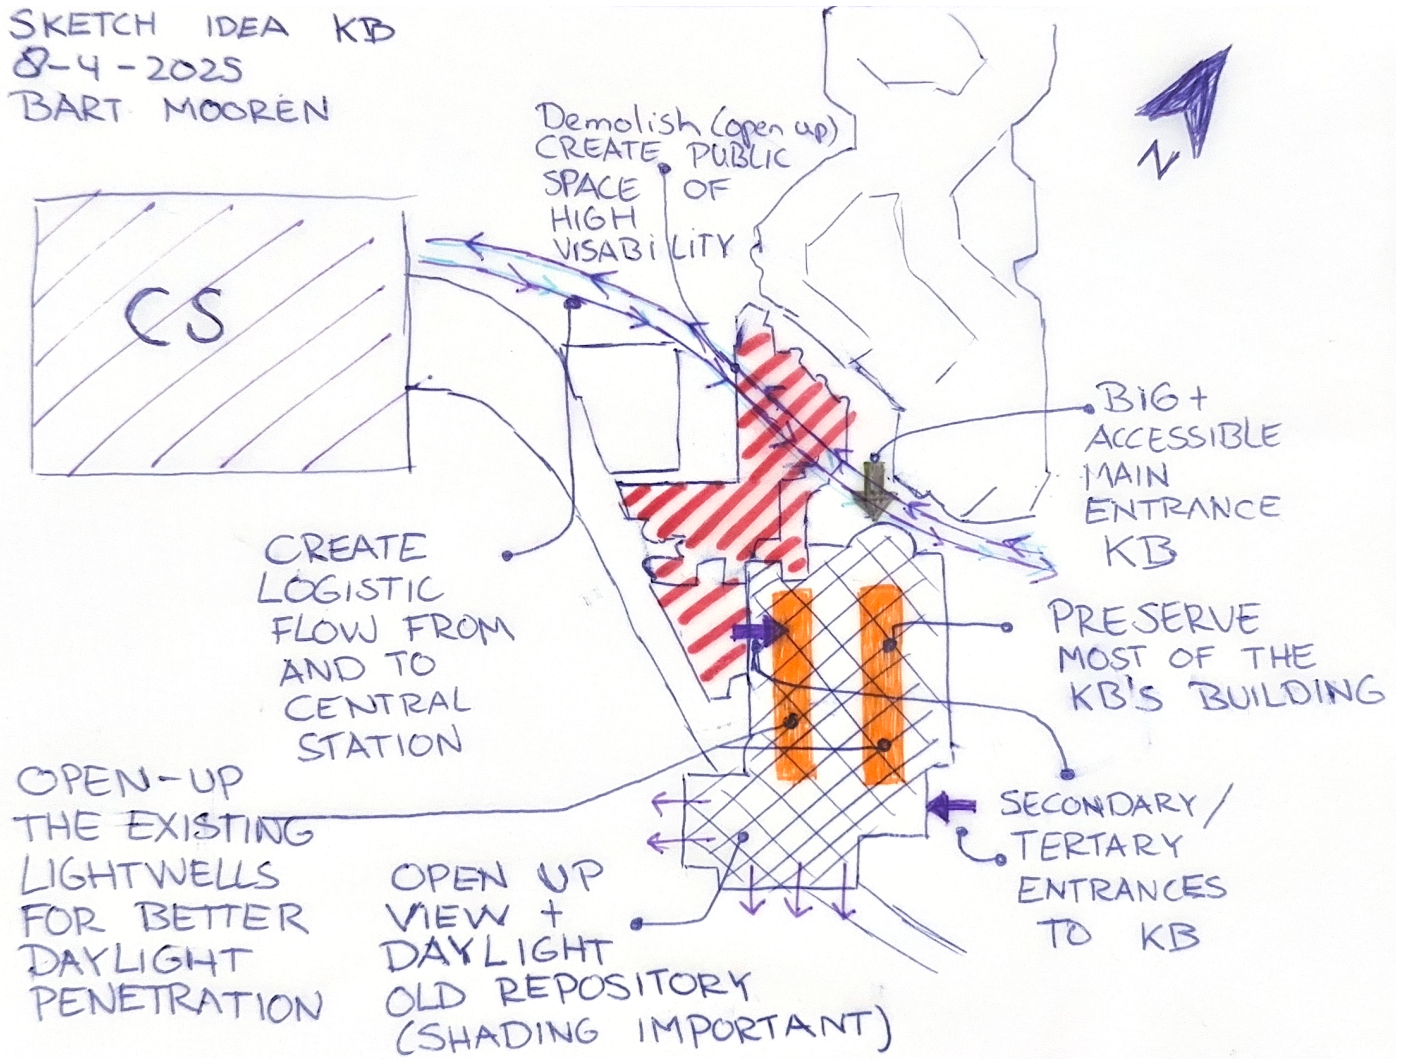 SKETCH IDEA KB
8-4-2025
BART MOOREN
Demolish (open up)
CREATE PUBLIC
SPACE OF
HIGH
VISABILITY
N
CS
BIG +
ACCESSIBLE
MAIN
ENTRANCE
KB
CREATE
LOGISTIC
FLOW FROM
AND TO
CENTRAL
STATION
PRESERVE
MOST OF THE
KB'S BUILDING
OPEN-UP
THE EXISTING
LIGHTWELLS
FOR BETTER
DAYLIGHT
PENETRATION
OPEN UP
VIEW +
DAYLIGHT
OLD REPOSITORY
(SHADING IMPORTANT)
SECONDARY/
TERTARY
ENTRANCES
TO KB